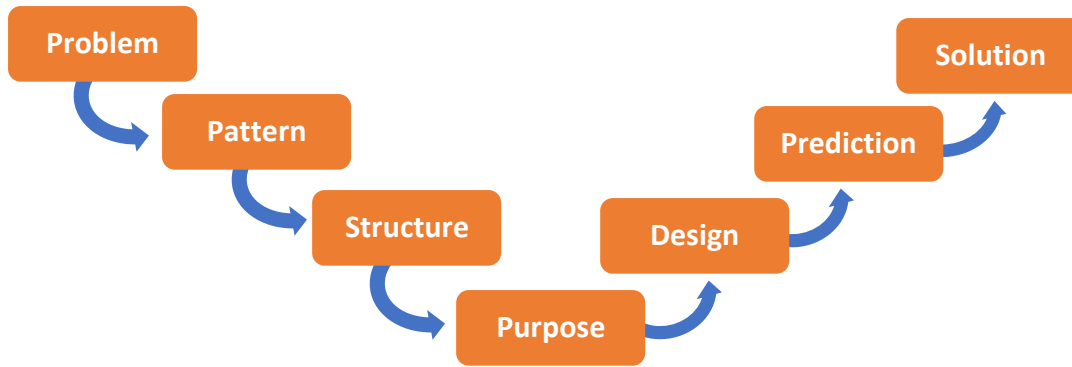 Problem
Pattern
Structure
Purpose
Design
Prediction
Solution